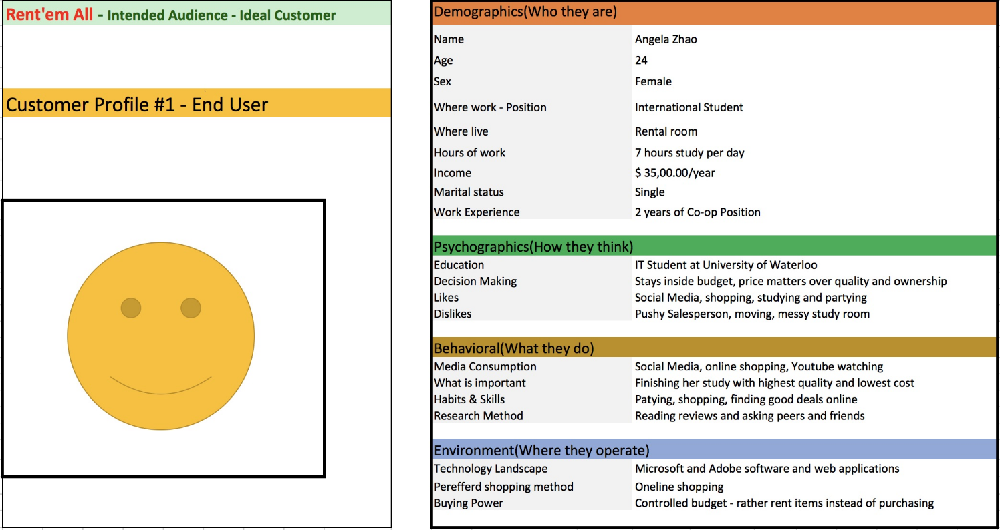 Rent'em All - Intended Audience - Ideal Customer
Customer Profile #1 - End User
Demographics(Who they are)
Name Angela Zhao
Age 24
Sex Female
Where work - Position International Student
Where live Rental room
Hours of work 7 hours study per day
Income $ 35,00.00/year
Marital status Single
Work Experience 2 years of Co-op Position
Psychographics(How they think)
Education IT Student at University of Waterloo
Decision Making Stays inside budget, price matters over quality and ownership
Likes Social Media, shopping, studying and partying
Dislikes Pushy Salesperson, moving, messy study room
Behavioral(What they do)
Media Consumption Social Media, online shopping, Youtube watching
What is important Finishing her study with highest quality and lowest cost
Habits & Skills Patying, shopping, finding good deals online
Research Method Reading reviews and asking peers and friends
Environment(Where they operate)
Technology Landscape Microsoft and Adobe software and web applications
Perefferd shopping method Oneline shopping
Buying Power Controlled budget - rather rent items instead of purchasing